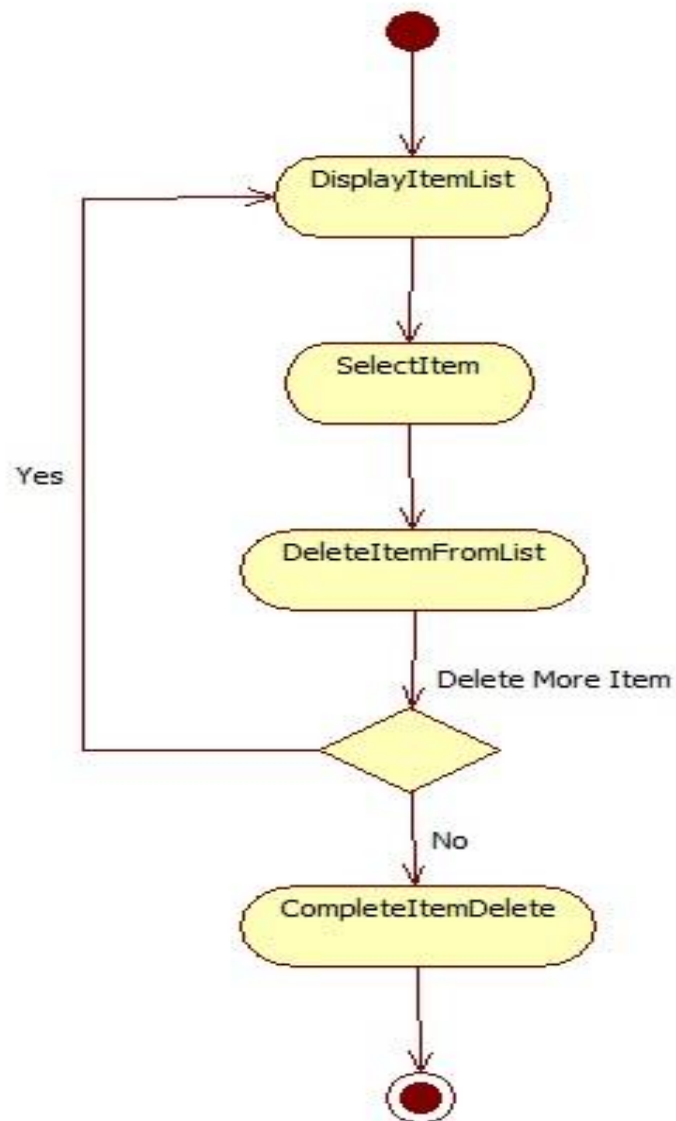 DisplayItemList
SelectItem
Yes
DeleteItemFromList
Delete More Item
No
CompleteItemDelete